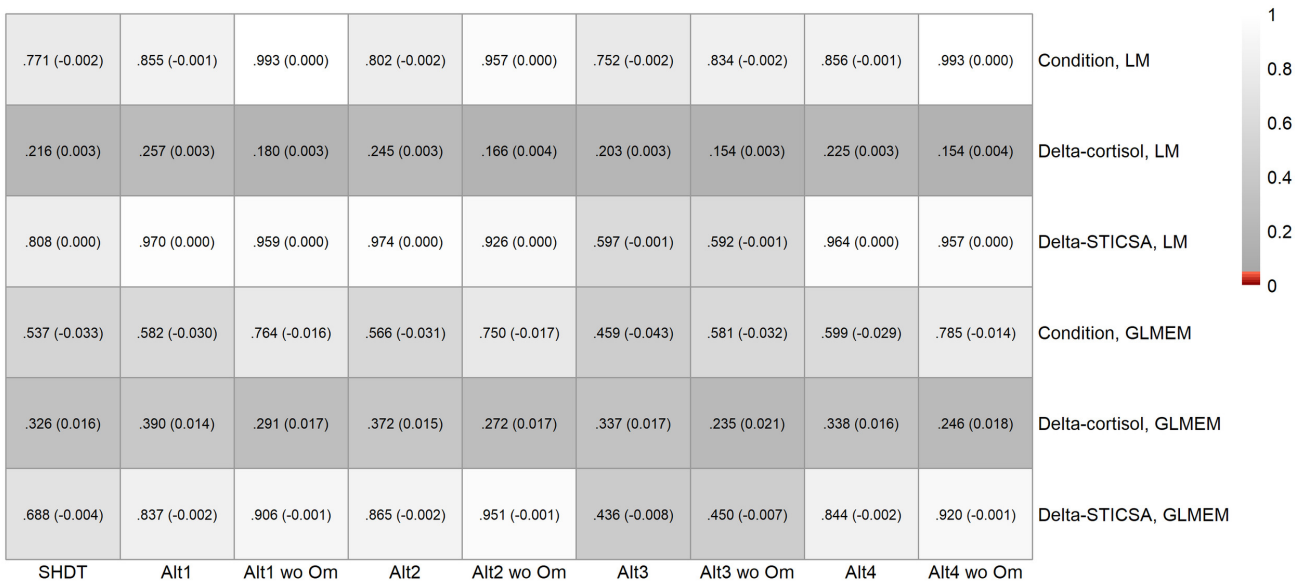 1
.771 (-0.002) .855 (-0.001) .993 (0.000) .802 (-0.002) .957 (0.000) .752 (-0.002) .834 (-0.002) .856 (-0.001) .993 (0.000) Condition, LM
0.8
0.6
.216 (0.003) .257 (0.003) .180 (0.003) .245 (0.003) .166 (0.004) .203 (0.003) .154 (0.003) .225 (0.003) .154 (0.004) Delta-cortisol, LM
0.4
0.2
.808 (0.000) .970 (0.000) .959 (0.000) .974 (0.000) .926 (0.000) .597 (-0.001) .592 (-0.001) .964 (0.000) .957 (0.000) Delta-STICSA, LM
0
.537 (-0.033) .582 (-0.030) .764 (-0.016) .566 (-0.031) .750 (-0.017) .459 (-0.043) .581 (-0.032) .599 (-0.029) .785 (-0.014) Condition, GLMEM
.326 (0.016) .390 (0.014) .291 (0.017) .372 (0.015) .272 (0.017) .337 (0.017) .235 (0.021) .338 (0.016) .246 (0.018) Delta-cortisol, GLMEM
.688 (-0.004) .837 (-0.002) .906 (-0.001) .865 (-0.002) .951 (-0.001) .436 (-0.008) .450 (-0.007) .844 (-0.002) .920 (-0.001) Delta-STICSA, GLMEM
SHDT Alt1 Alt1 wo Om Alt2 Alt2 wo Om Alt3 Alt3 wo Om Alt4 Alt4 wo Om